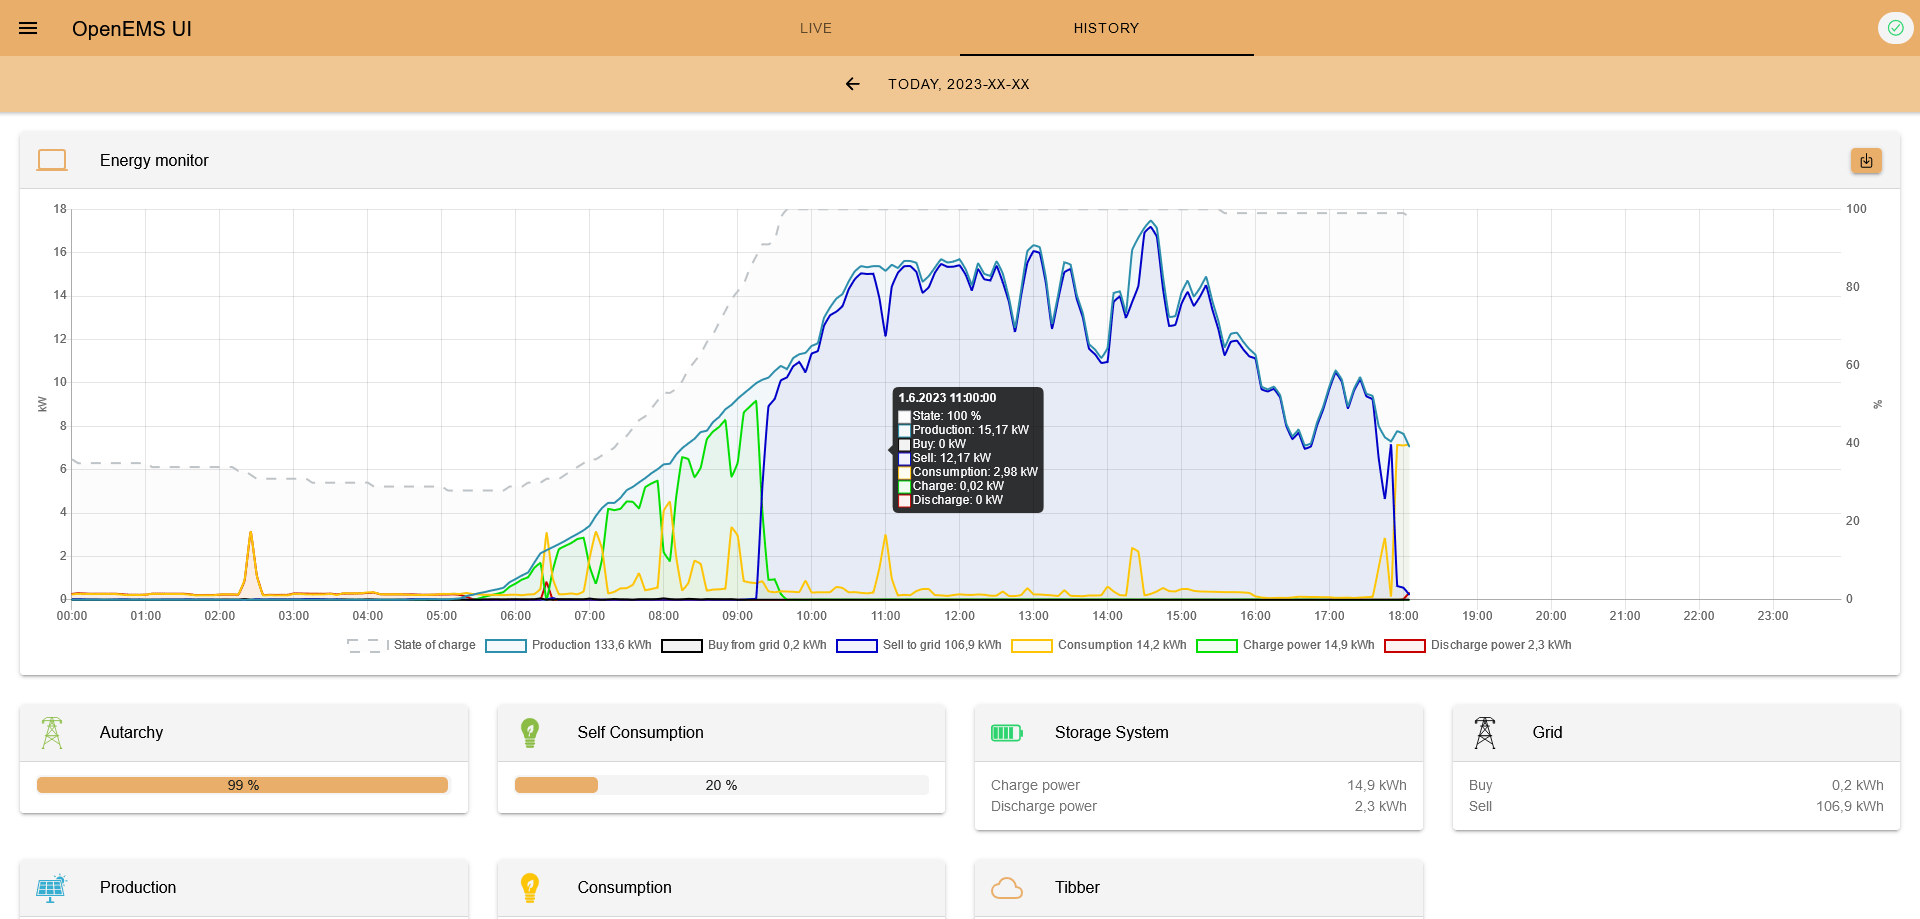 OpenEMS UI
LIVE
HISTORY
TODAY, 2023-XX-XX
Energy monitor
18
16
14
12
10
8
6
4
2
0
kW
100
80
60
40
20
0
%
1.6.2023 11:00:00
State: 100 %
Production: 15,17 kW
Buy: 0 kW
Sell: 12,17 kW
Consumption: 2,98 kW
Charge: 0,02 kW
Discharge: 0 kW
00:00 01:00 02:00 03:00 04:00 05:00 06:00 07:00 08:00 09:00 10:00 11:00 12:00 13:00 14:00 15:00 16:00 17:00 18:00 19:00 20:00 21:00 22:00 23:00
State of charge Production 133,6 kWh Buy from grid 0,2 kWh Sell to grid 106,9 kWh Consumption 14,2 kWh Charge power 14,9 kWh Discharge power 2,3 kWh
Autarchy
99 %
Self Consumption
20 %
Storage System
Charge power 14,9 kWh
Discharge power 2,3 kWh
Grid
Buy 0,2 kWh
Sell 106,9 kWh
Production
Consumption
Tibber